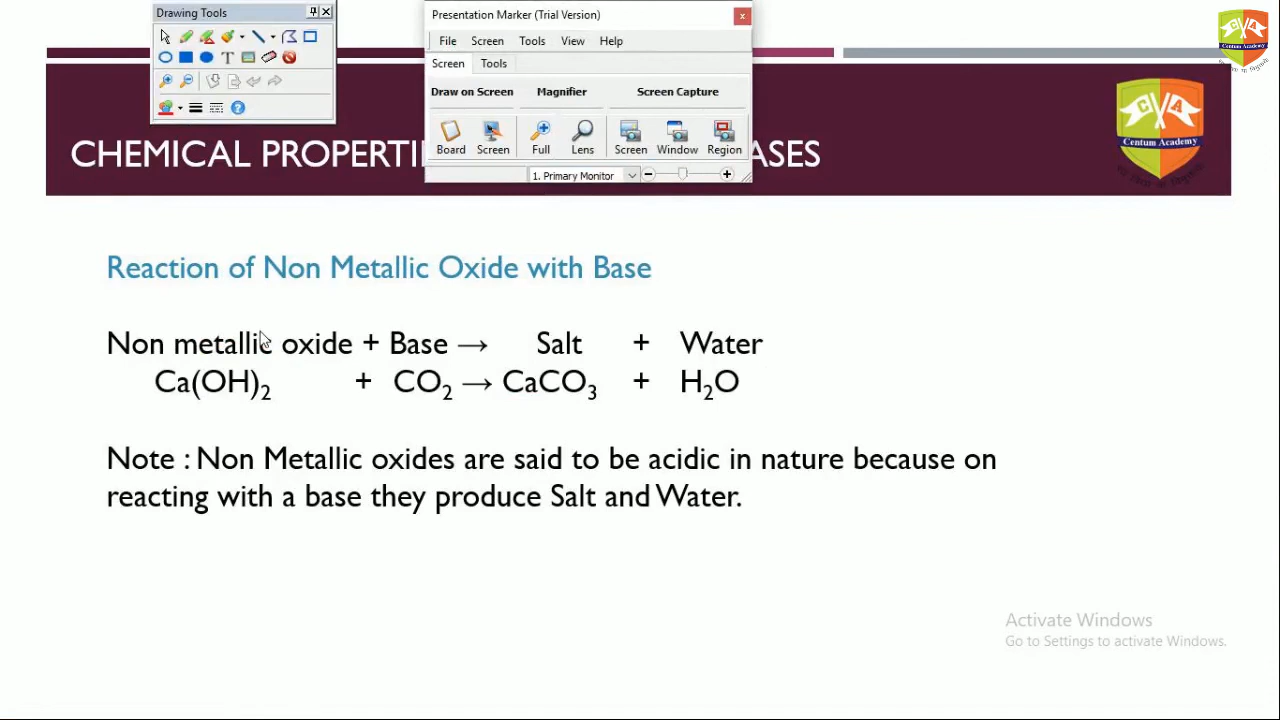 Drawing Tools
Presentation Marker (Trial Version)
File Screen Tools View Help
Screen Tools
Draw on Screen Magnifier Screen Capture
Board Screen Full Lens Screen Window Region
1. Primary Monitor
CHEMICAL PROPERTI ASES
C A
Centum Academy
C A
Centum Academy
Reaction of Non Metallic Oxide with Base
Non metallic oxide + Base → Salt + Water
Ca(OH)₂ + CO₂ → CaCO₃ + H₂O
Note : Non Metallic oxides are said to be acidic in nature because on
reacting with a base they produce Salt and Water.
Activate Windows
Go to Settings to activate Windows.